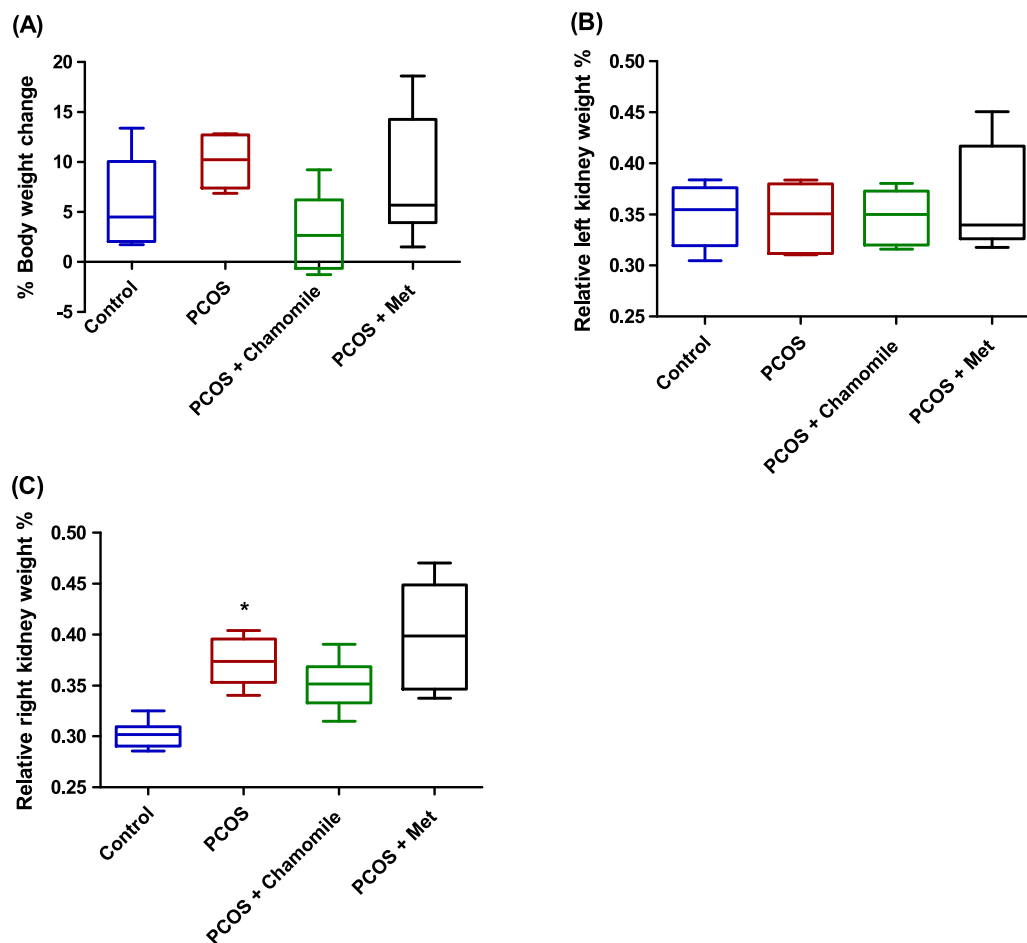 (A)
% Body weight change
20
15
10
5
0
-5
Control
PCOS
PCOS + Chamomile
PCOS + Met
(B)
Relative left kidney weight %
0.50
0.45
0.40
0.35
0.30
0.25
Control
PCOS
PCOS + Chamomile
PCOS + Met
(C)
Relative right kidney weight %
0.50
0.45
0.40
0.35
0.30
0.25
*
Control
PCOS
PCOS + Chamomile
PCOS + Met